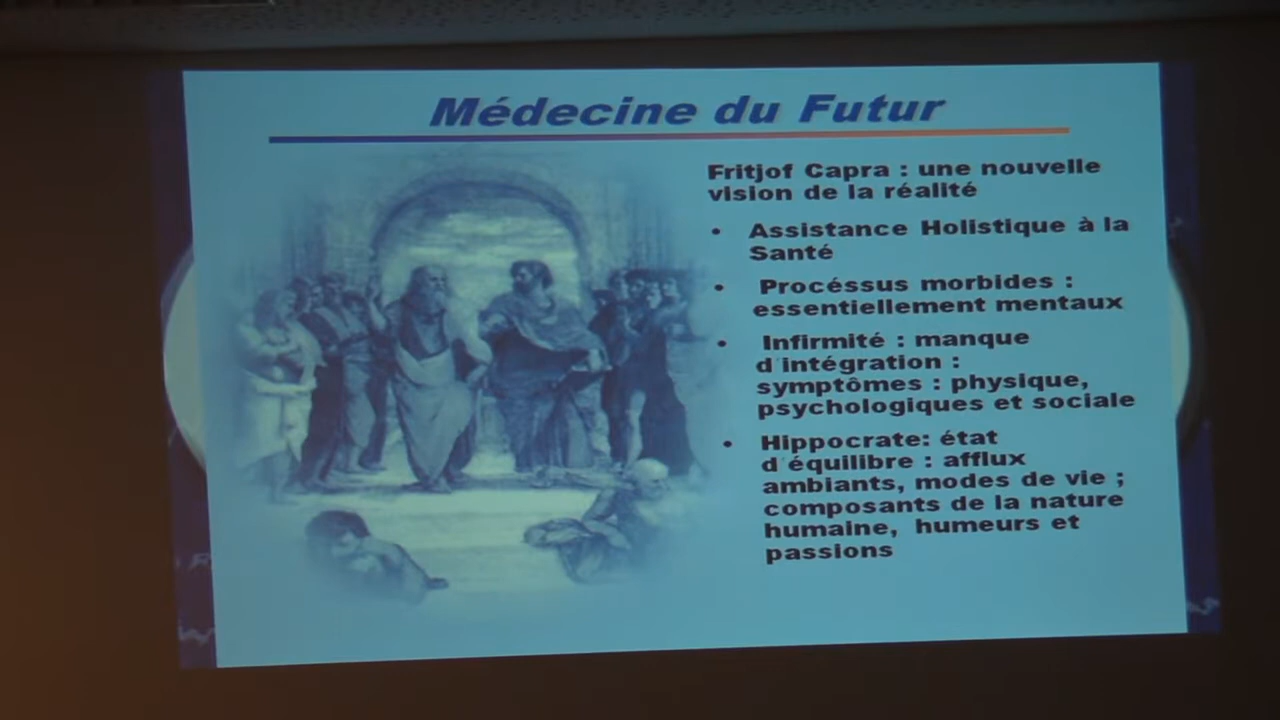 Médecine du Futur
Fritjof Capra : une nouvelle
vision de la réalité
• Assistance Holistique à la
Santé
• Procéssus morbides :
essentiellement mentaux
• Infirmité : manque
d´intégration :
symptômes : physique,
psychologiques et sociale
• Hippocrate: état
d´équilibre : afflux
ambiants, modes de vie ;
composants de la nature
humaine, humeurs et
passions